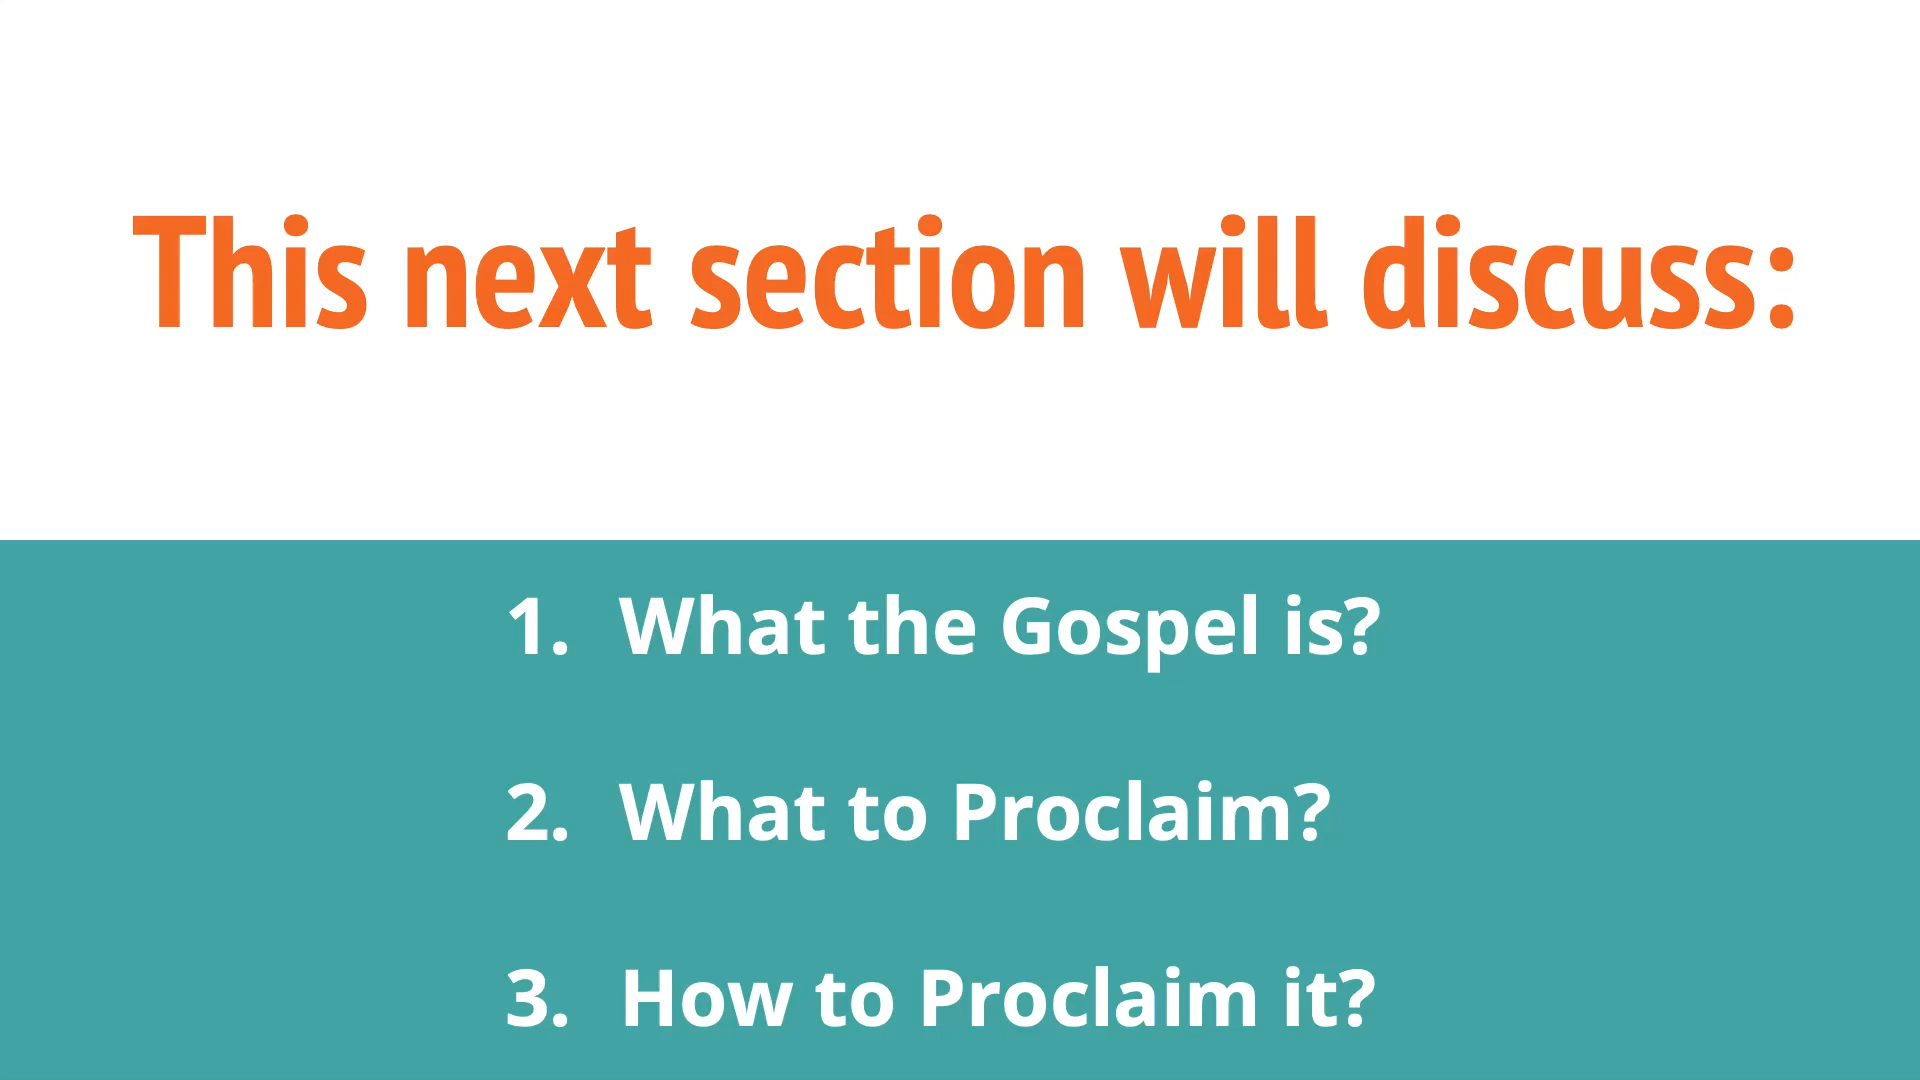 This next section will discuss:
1. What the Gospel is?
2. What to Proclaim?
3. How to Proclaim it?